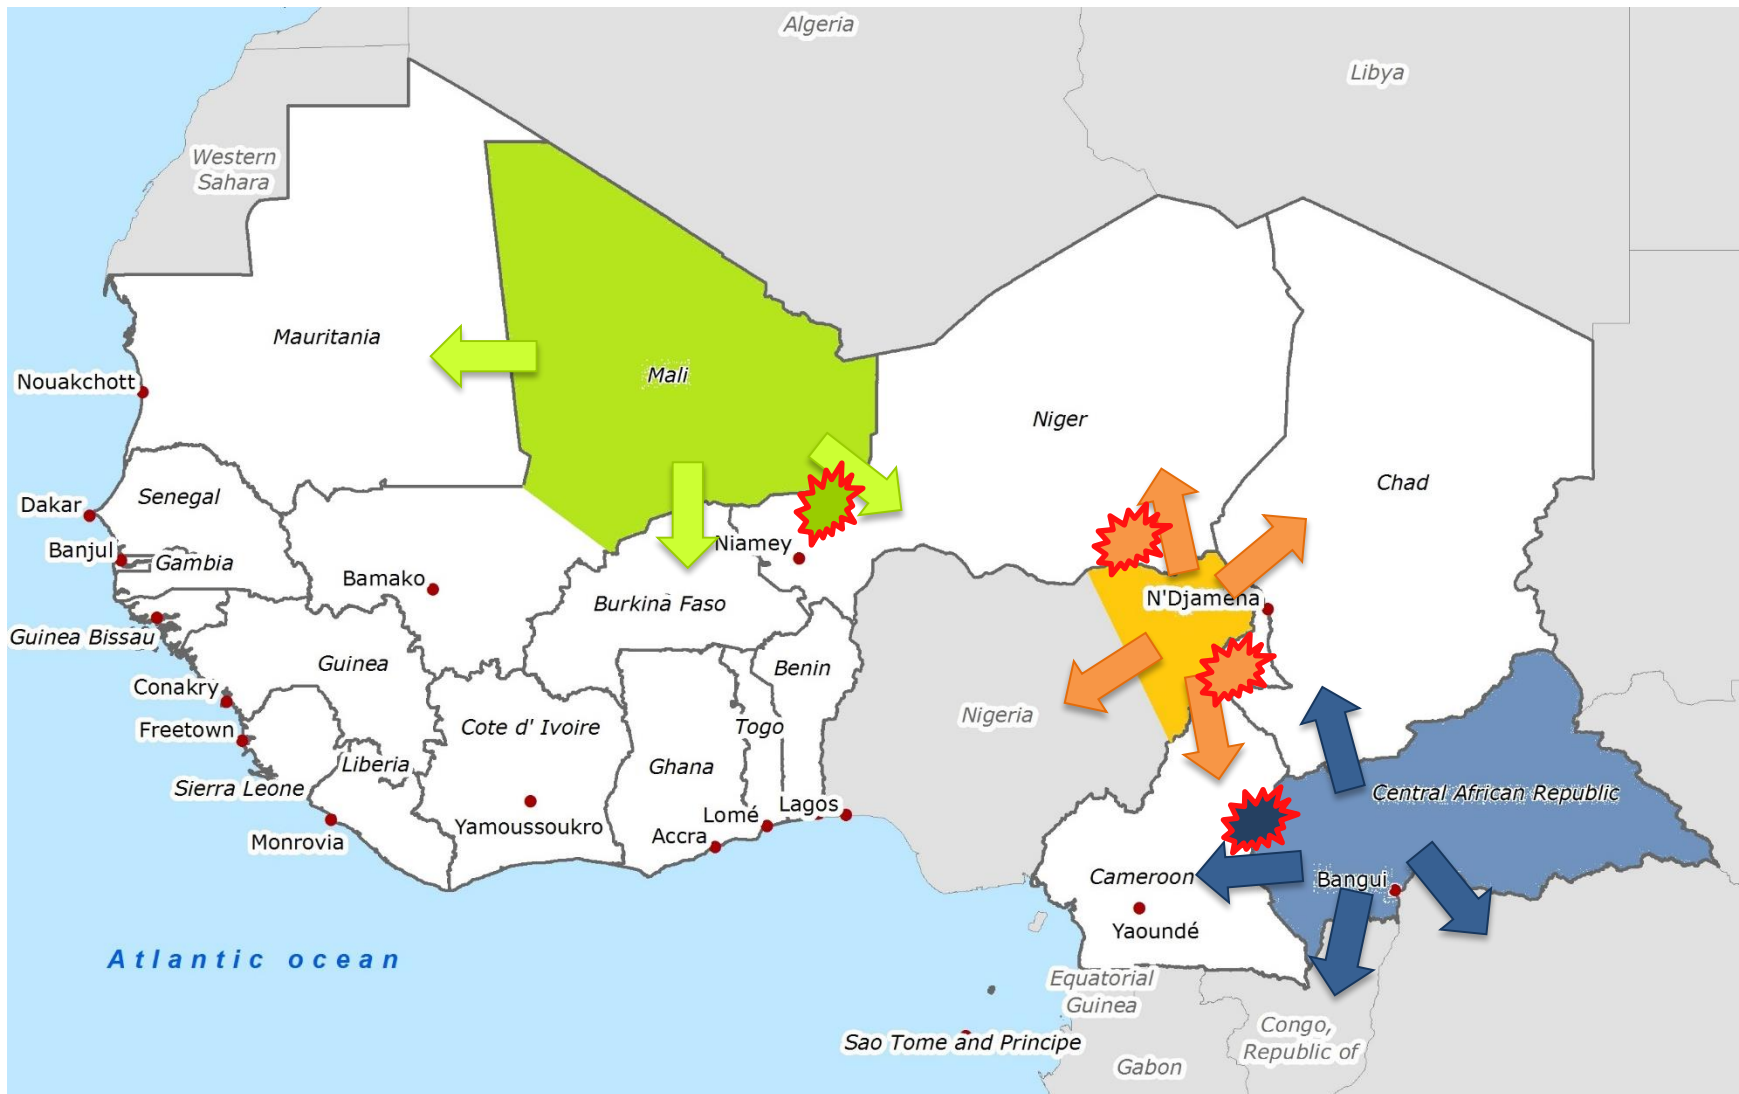 Algeria
Libya
Western
Sahara
Mauritania
Mali
Nouakchott
Niger
Chad
Senegal
Dakar
Banjul
Gambia
Niamey
Bamako
Burkina Faso
N'Djamena
Guinea Bissau
Guinea
Benin
Conakry
Freetown
Cote d' Ivoire
Togo
Nigeria
Liberia
Ghana
Sierra Leone
Central African Republic
Lagos
Lomé
Yamoussoukro
Accra
Monrovia
Cameroon
Bangui
Yaoundé
Atlantic ocean
Equatorial
Guinea
Congo,
Republic of
Sao Tome and Principe
Gabon